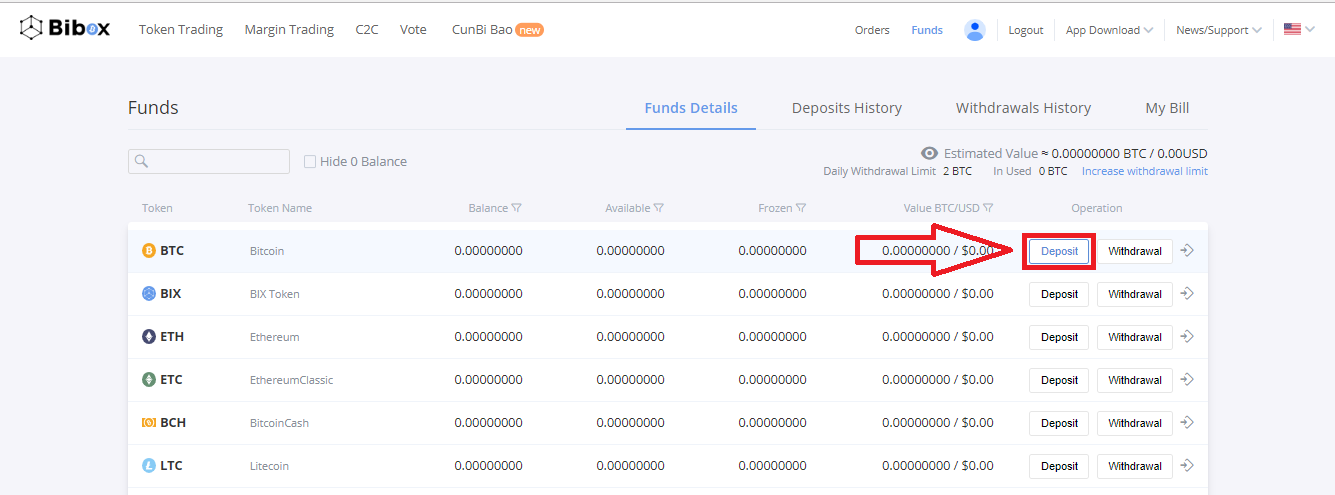 Bibox Token Trading Margin Trading C2C Vote CunBi Bao new Orders Funds Logout App Download News/Support
Funds Funds Details Deposits History Withdrawals History My Bill
Hide 0 Balance Estimated Value ≈ 0.00000000 BTC / 0.00USD
Daily Withdrawal Limit 2 BTC In Used 0 BTC Increase withdrawal limit
Token Token Name Balance Available Frozen Value BTC/USD Operation
BTC Bitcoin 0.00000000 0.00000000 0.00000000 0.00000000 / $0.00 Deposit Withdrawal
BIX BIX Token 0.00000000 0.00000000 0.00000000 0.00000000 / $0.00 Deposit Withdrawal
ETH Ethereum 0.00000000 0.00000000 0.00000000 0.00000000 / $0.00 Deposit Withdrawal
ETC EthereumClassic 0.00000000 0.00000000 0.00000000 0.00000000 / $0.00 Deposit Withdrawal
BCH BitcoinCash 0.00000000 0.00000000 0.00000000 0.00000000 / $0.00 Deposit Withdrawal
LTC Litecoin 0.00000000 0.00000000 0.00000000 0.00000000 / $0.00 Deposit Withdrawal